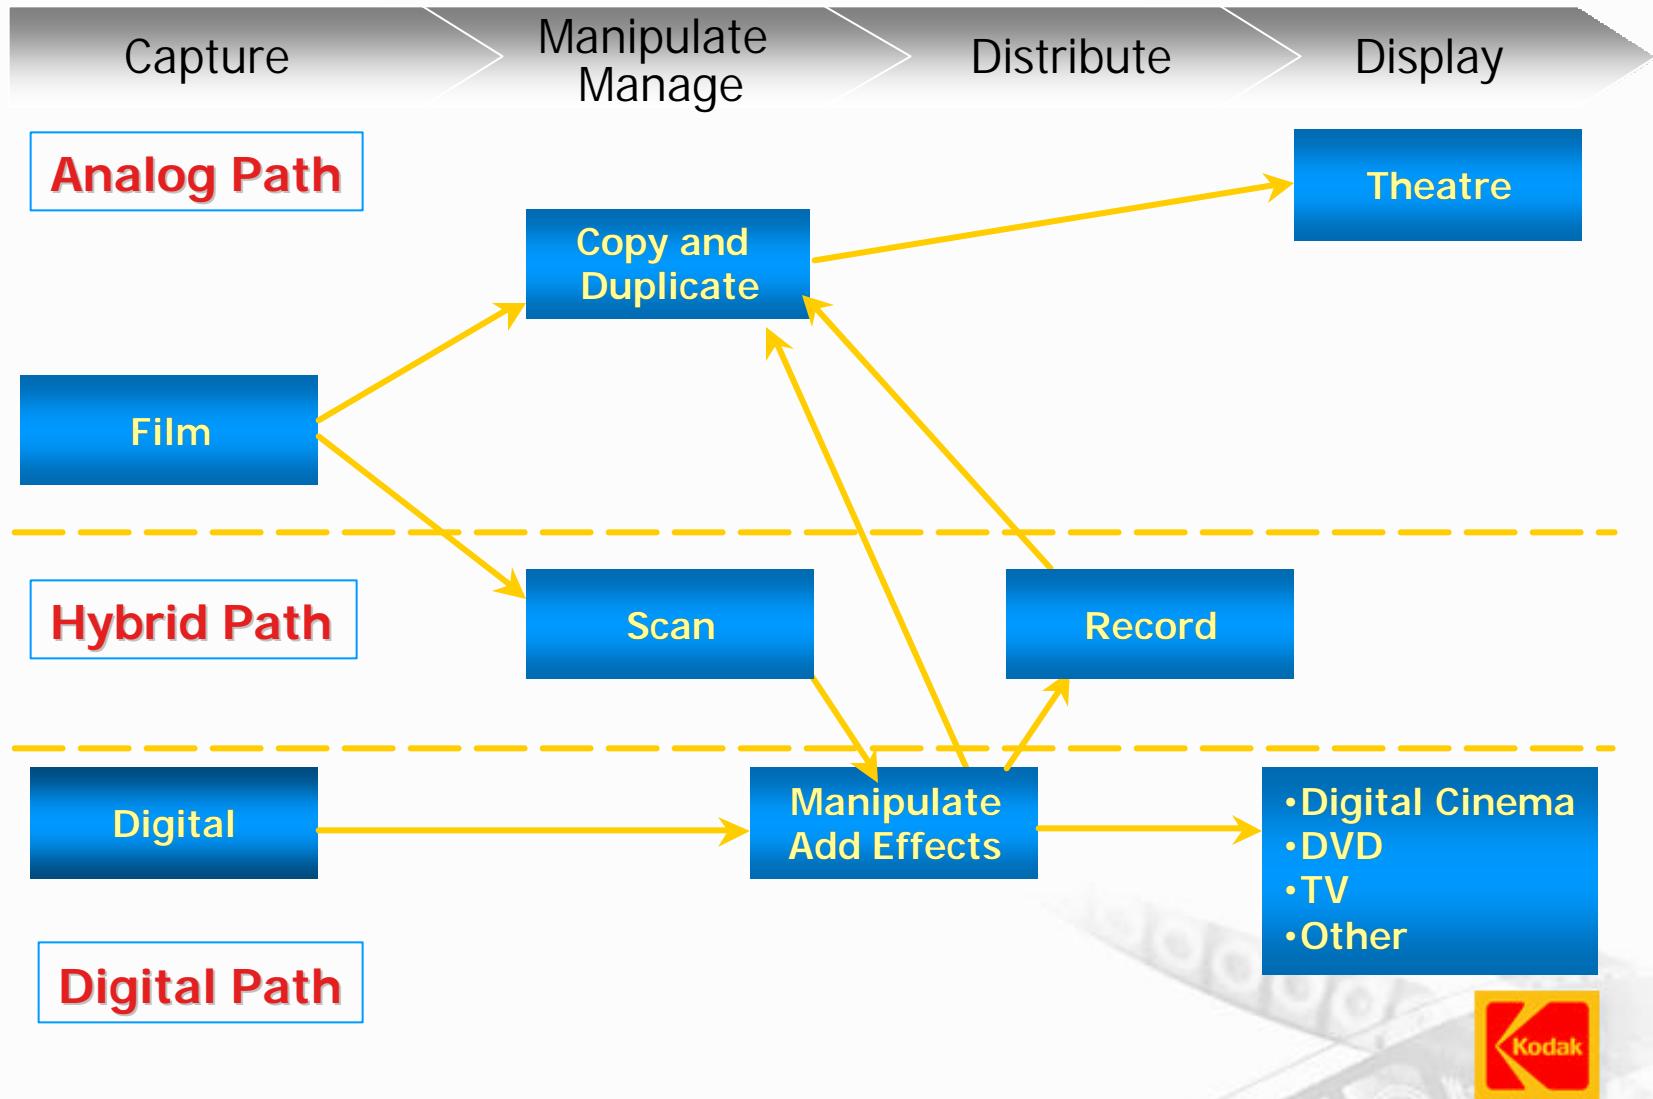 Capture
Manipulate
Manage
Distribute
Display
Analog Path
Theatre
Copy and
Duplicate
Film
Hybrid Path
Scan
Record
Digital
Manipulate
Add Effects
•Digital Cinema
•DVD
•TV
•Other
Digital Path
Kodak